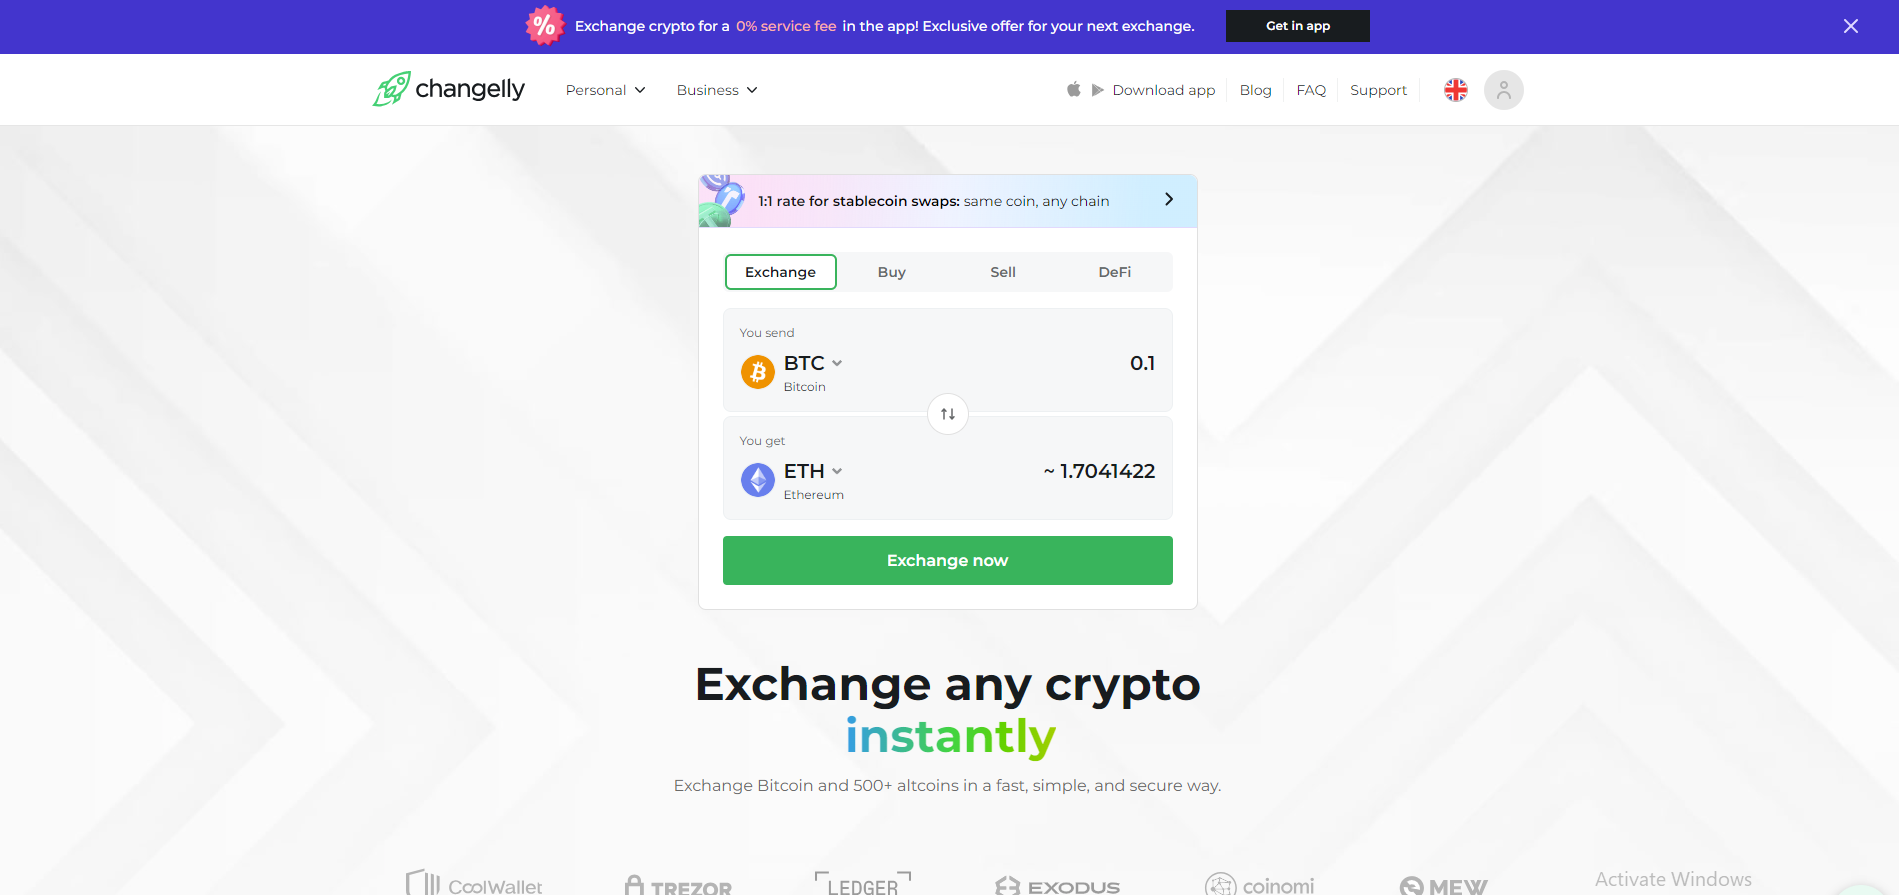 Exchange crypto for a 0% service fee in the app! Exclusive offer for your next exchange.
Get in app
changelly
Personal
Business
Download app
Blog
FAQ
Support
1:1 rate for stablecoin swaps: same coin, any chain
Exchange
Buy
Sell
DeFi
You send
BTC
0.1
Bitcoin
You get
ETH
~ 1.7041422
Ethereum
Exchange now
Exchange any crypto
instantly
Exchange Bitcoin and 500+ altcoins in a fast, simple, and secure way.
CoolWallet
TREZOR
LEDGER
EXODUS
coinomi
MEW
Activate Windows